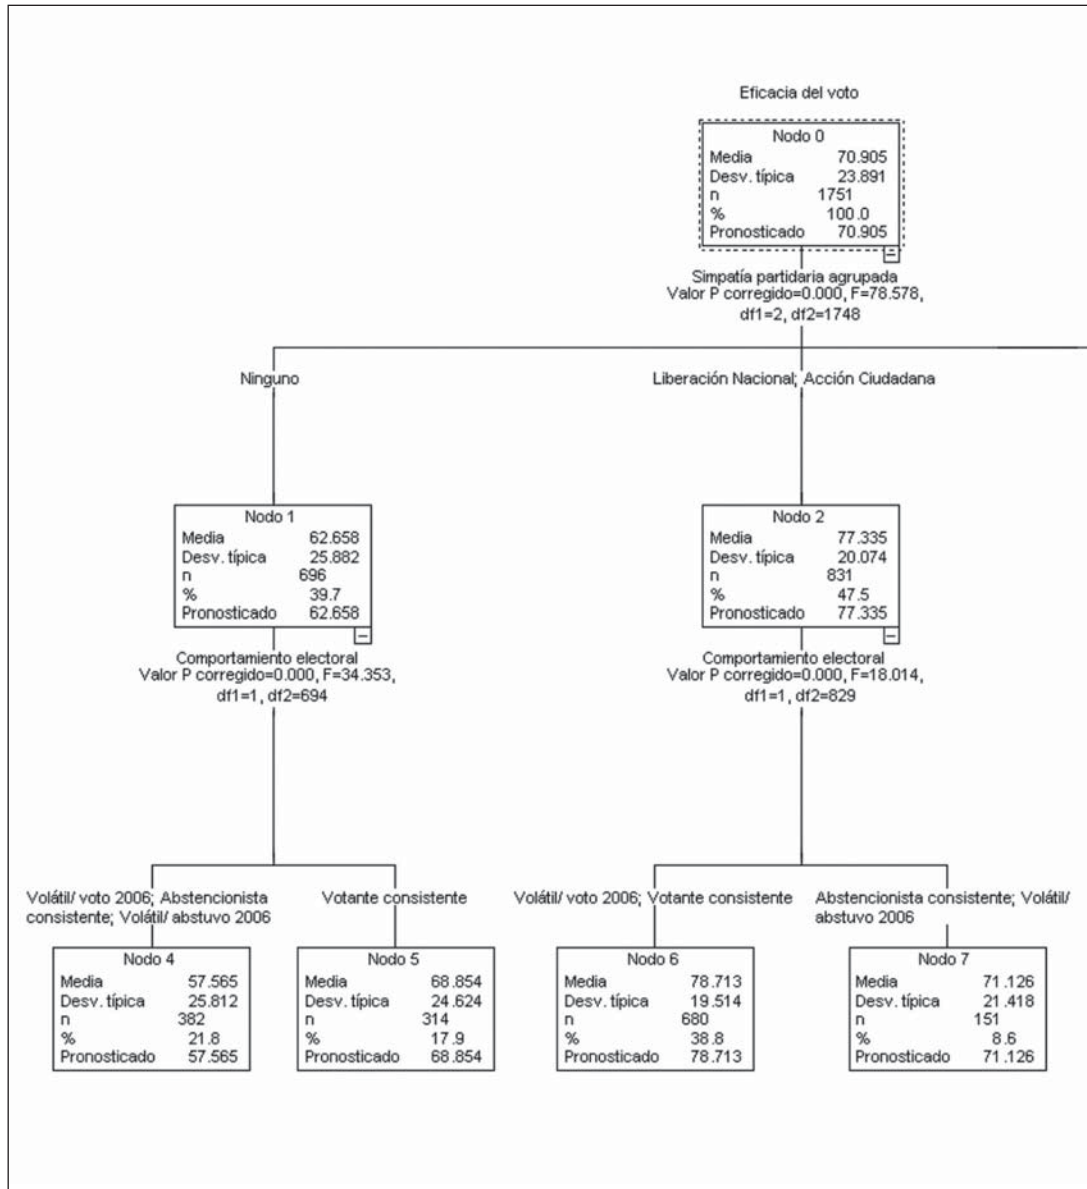 Eficacia del voto
Nodo 0
Media 70.905
Desv. típica 23.891
n 1751
% 100.0
Pronosticado 70.905
Simpatía partidaria agrupada
Valor P corregido=0.000, F=78.578,
df1=2, df2=1748
Ninguno
Liberación Nacional; Acción Ciudadana
Nodo 1
Media 62.658
Desv. típica 25.882
n 696
% 39.7
Pronosticado 62.658
Comportamiento electoral
Valor P corregido=0.000, F=34.353,
df1=1, df2=694
Nodo 2
Media 77.335
Desv. típica 20.074
n 831
% 47.5
Pronosticado 77.335
Comportamiento electoral
Valor P corregido=0.000, F=18.014,
df1=1, df2=829
Volátil/ voto 2006; Abstencionista
consistente; Volátil/ abstuvo 2006
Votante consistente
Volátil/ voto 2006; Votante consistente
Abstencionista consistente; Volátil/
abstuvo 2006
Nodo 4
Media 57.565
Desv. típica 25.812
n 382
% 21.8
Pronosticado 57.565
Nodo 5
Media 68.854
Desv. típica 24.624
n 314
% 17.9
Pronosticado 68.854
Nodo 6
Media 78.713
Desv. típica 19.514
n 680
% 38.8
Pronosticado 78.713
Nodo 7
Media 71.126
Desv. típica 21.418
n 151
% 8.6
Pronosticado 71.126